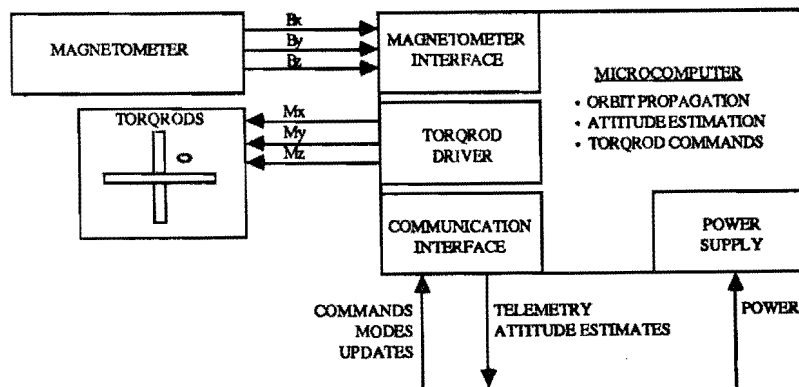 Bx
By
Bz
MAGNETOMETER
MAGNETOMETER
INTERFACE
MICROCOMPUTER
• ORBIT PROPAGATION
• ATTITUDE ESTIMATION
• TORQROD COMMANDS
TORQRODS
Mx
My
Mz
TORQROD
DRIVER
COMMUNICATION
INTERFACE
POWER
SUPPLY
COMMANDS
MODES
UPDATES
TELEMETRY
ATTITUDE ESTIMATES
POWER